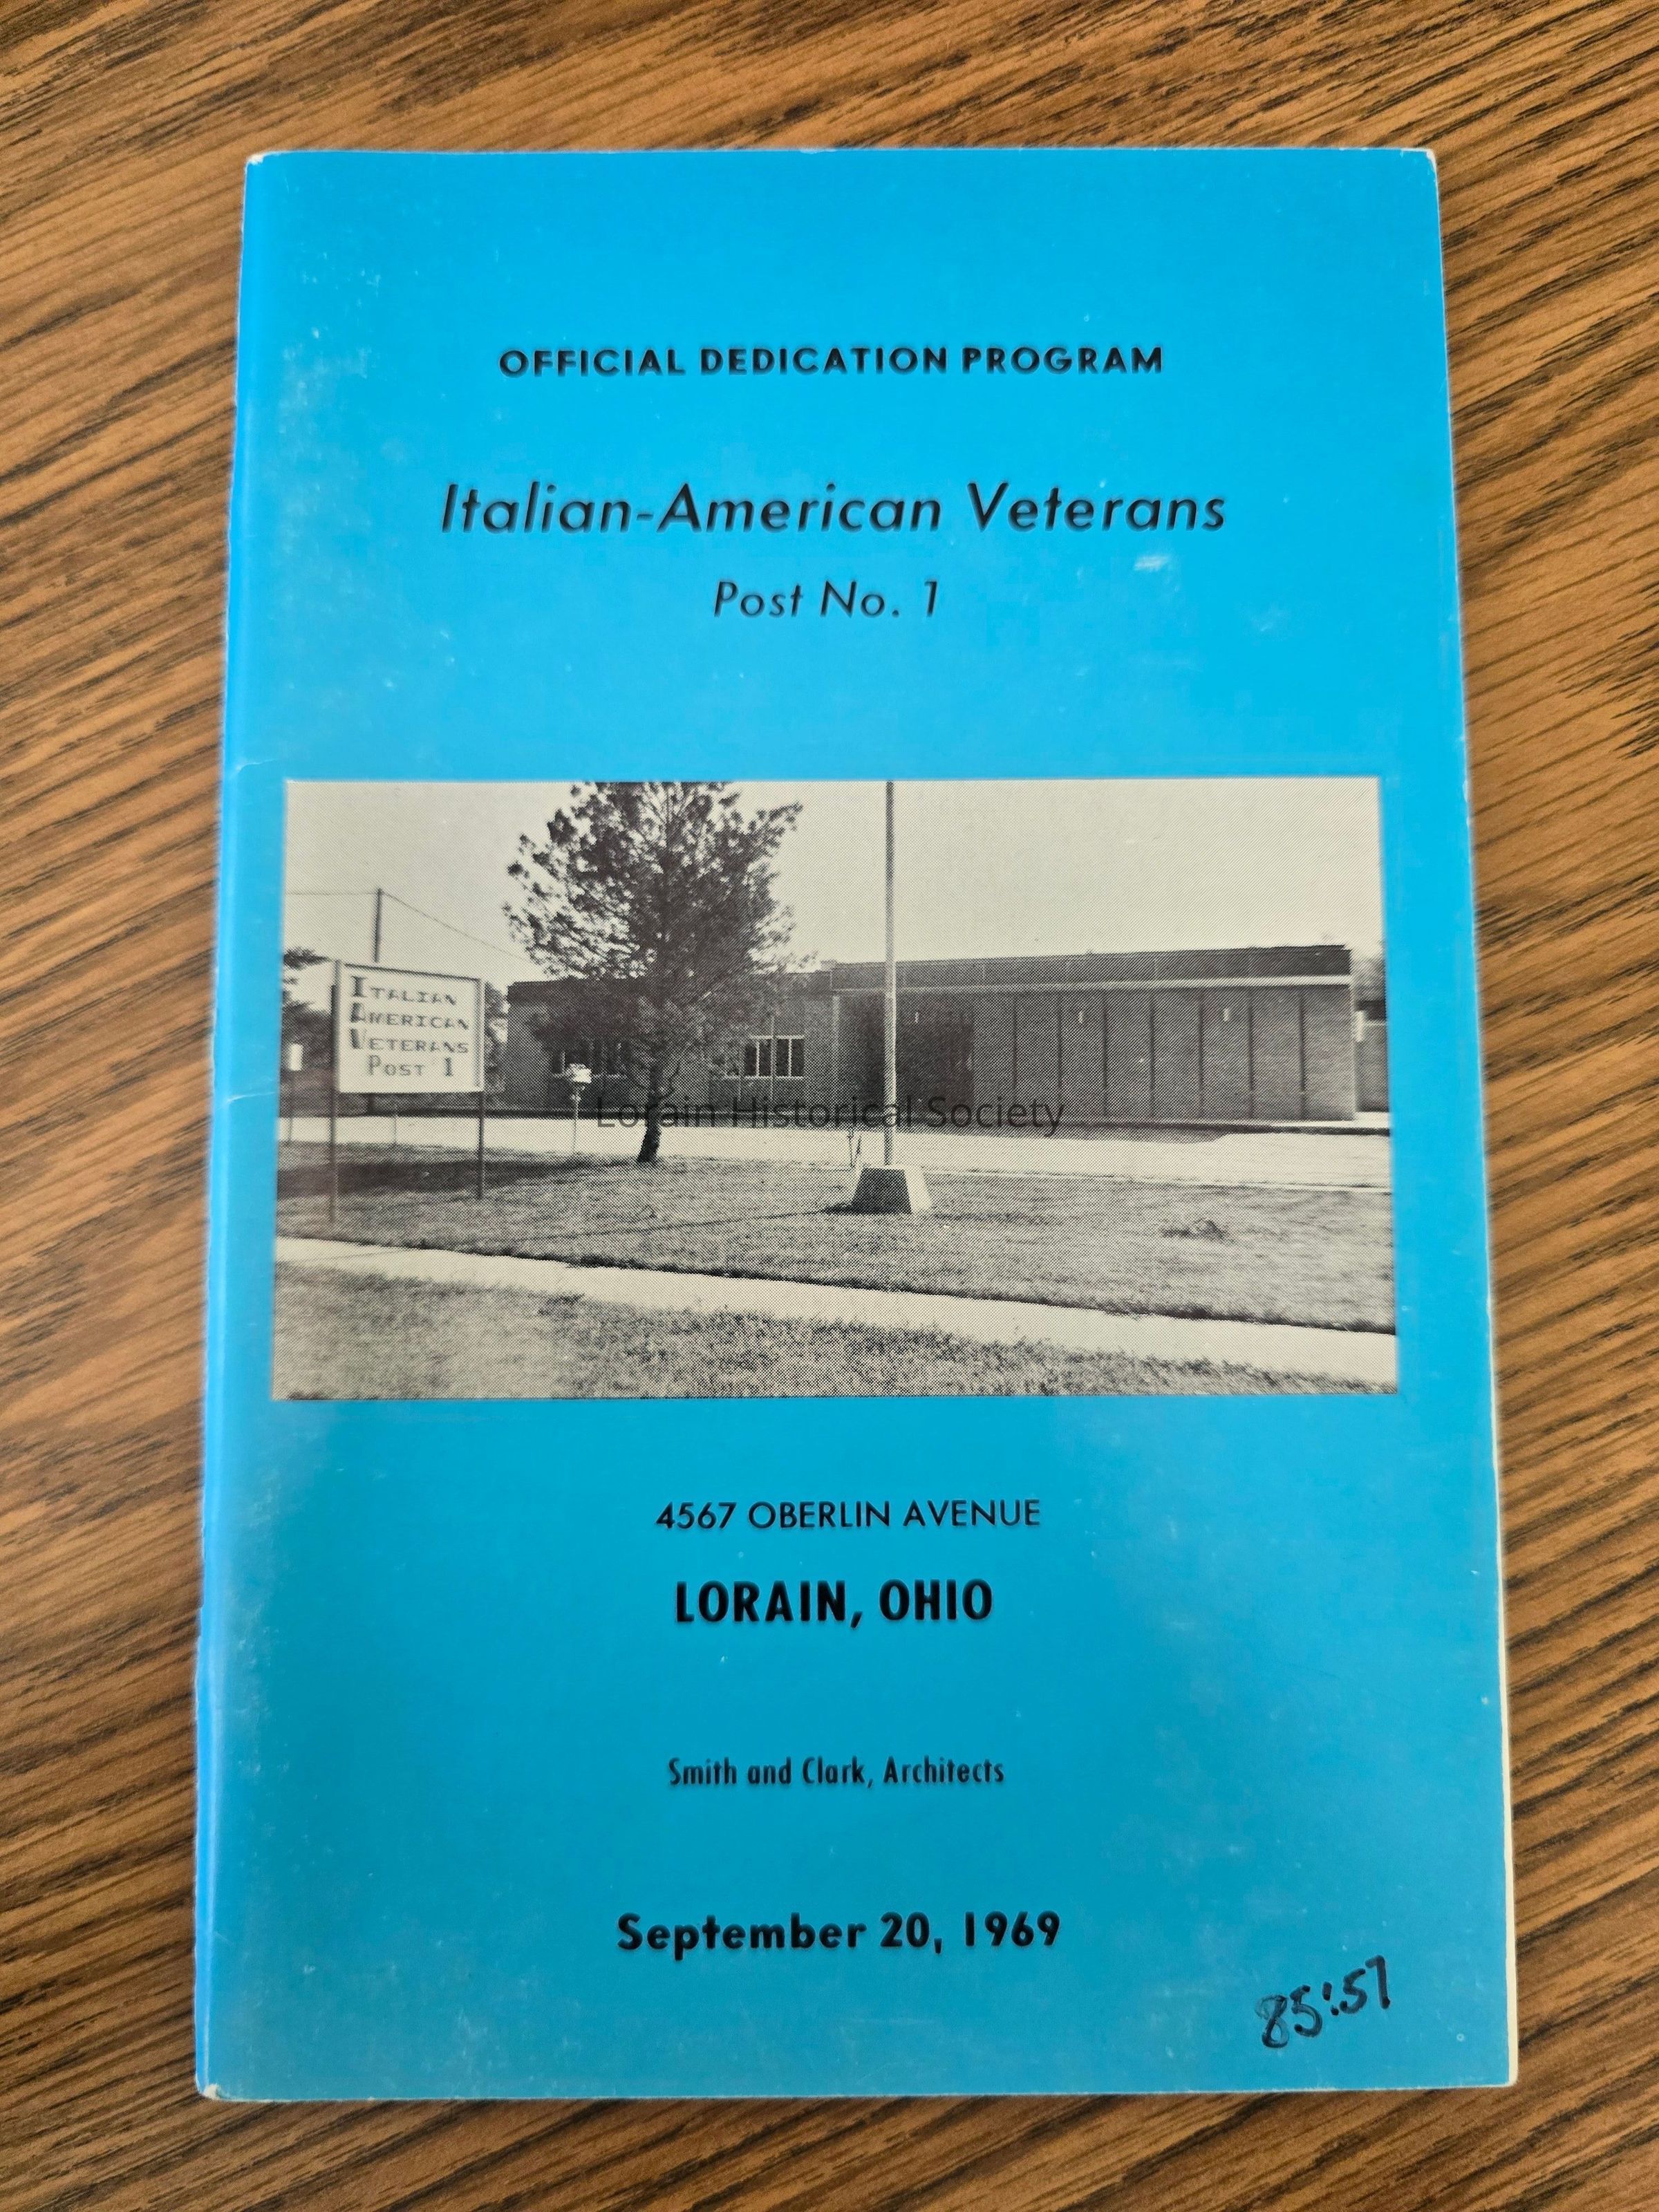 OFFICIAL DEDICATION PROGRAM
Italian-American Veterans
Post No. 1
ITALIAN
AMERICAN
VETERANS
POST 1
Lorain Historical Society
4567 OBERLIN AVENUE
LORAIN, OHIO
Smith and Clark, Architects
September 20, 1969
85:57